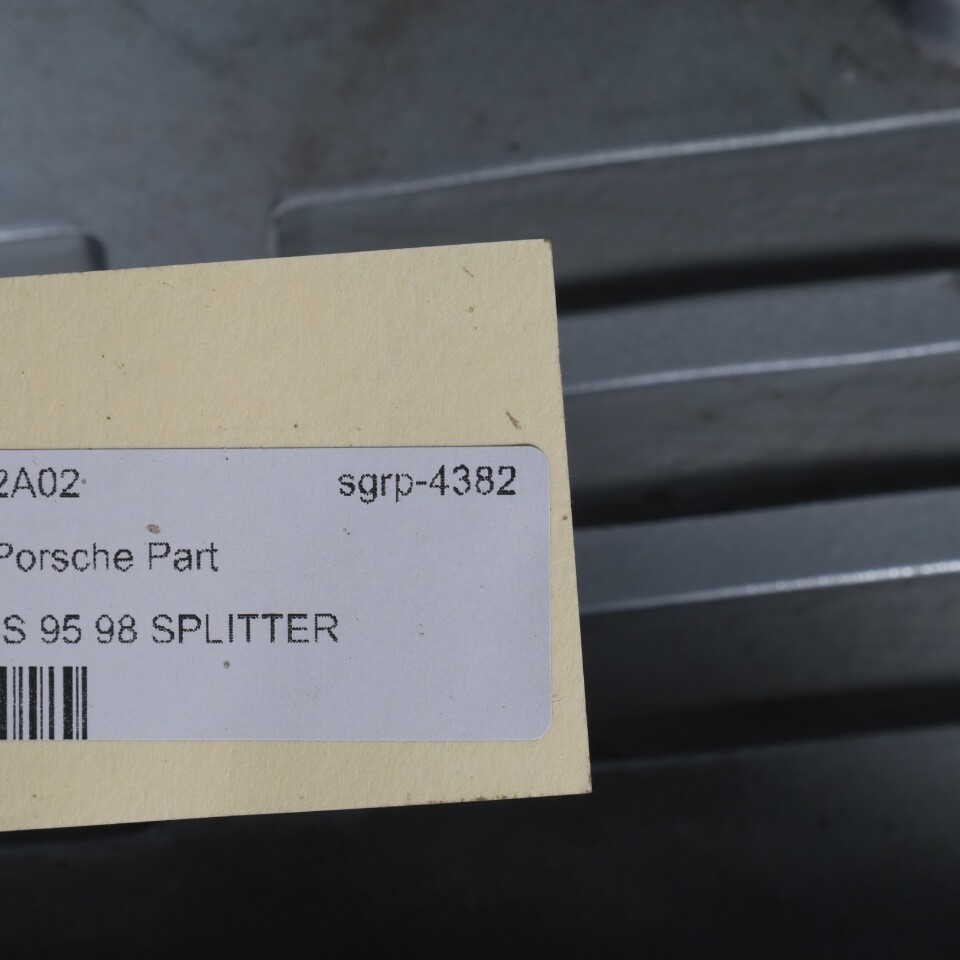 2A02 sgrp-4382
Porsche Part
S 95 98 SPLITTER